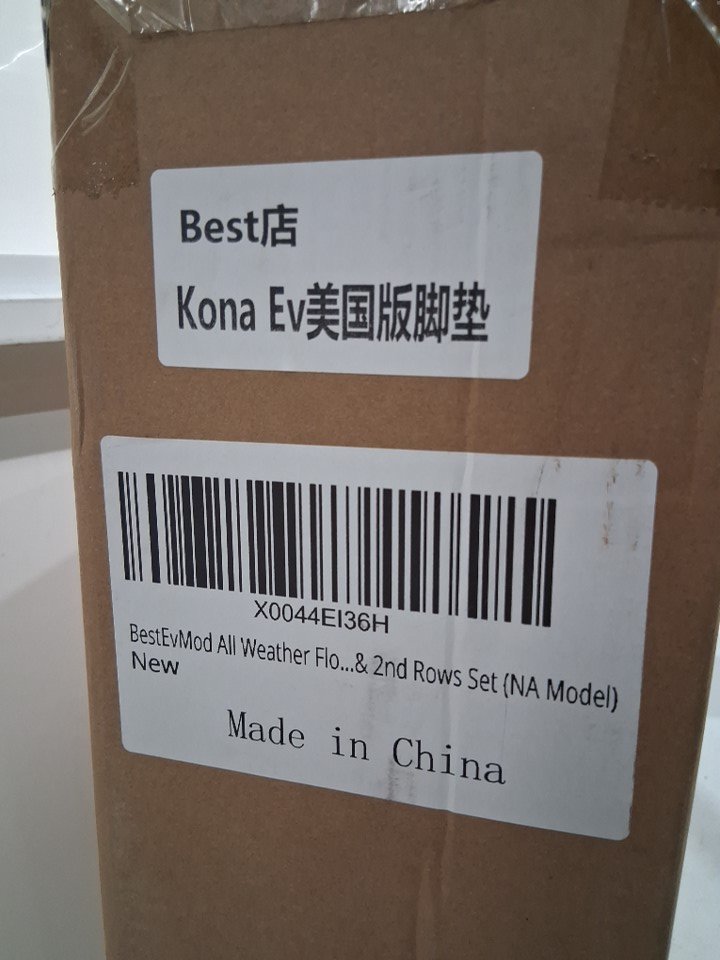 Best店
Kona Ev美国版脚垫
X0044EI36H
BestEvMod All Weather Flo...& 2nd Rows Set (NA Model)
New
Made in China